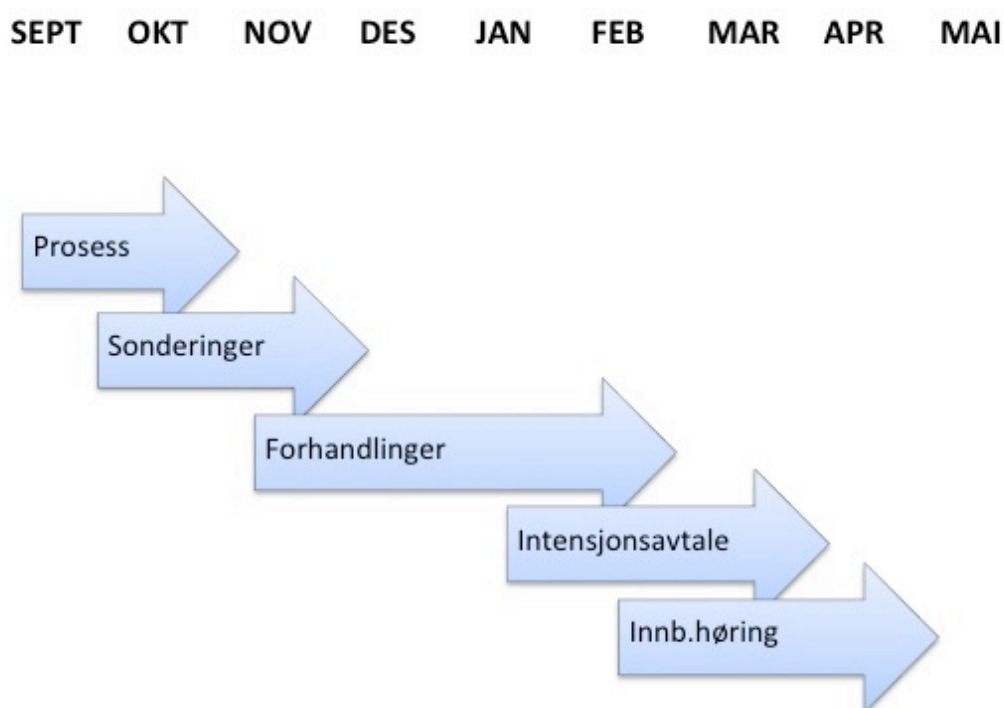 SEPT OKT NOV DES JAN FEB MAR APR MAI
Prosess
Sonderinger
Forhandlinger
Intensjonsavtale
Innb.høring